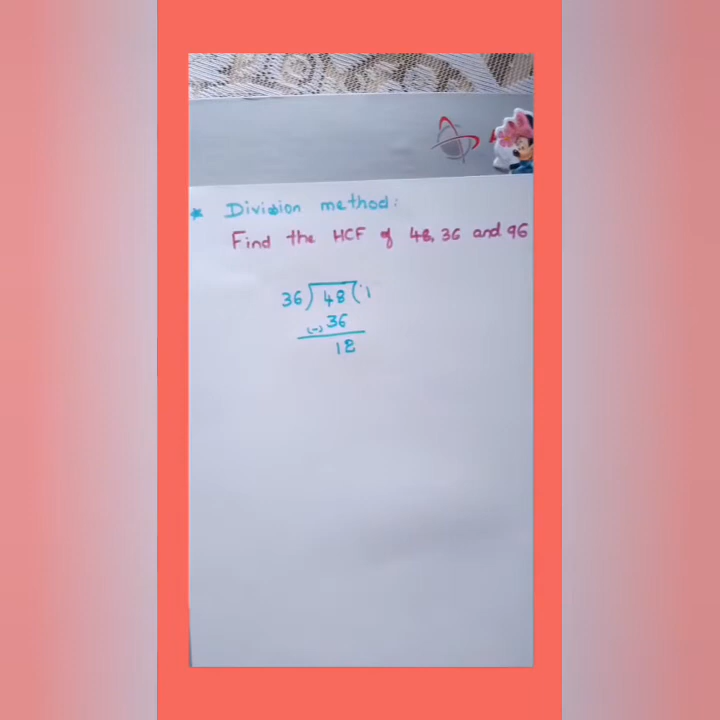 * Division method:
Find the HCF of 48, 36 and 96
36) 48 (1
(-) 36
12